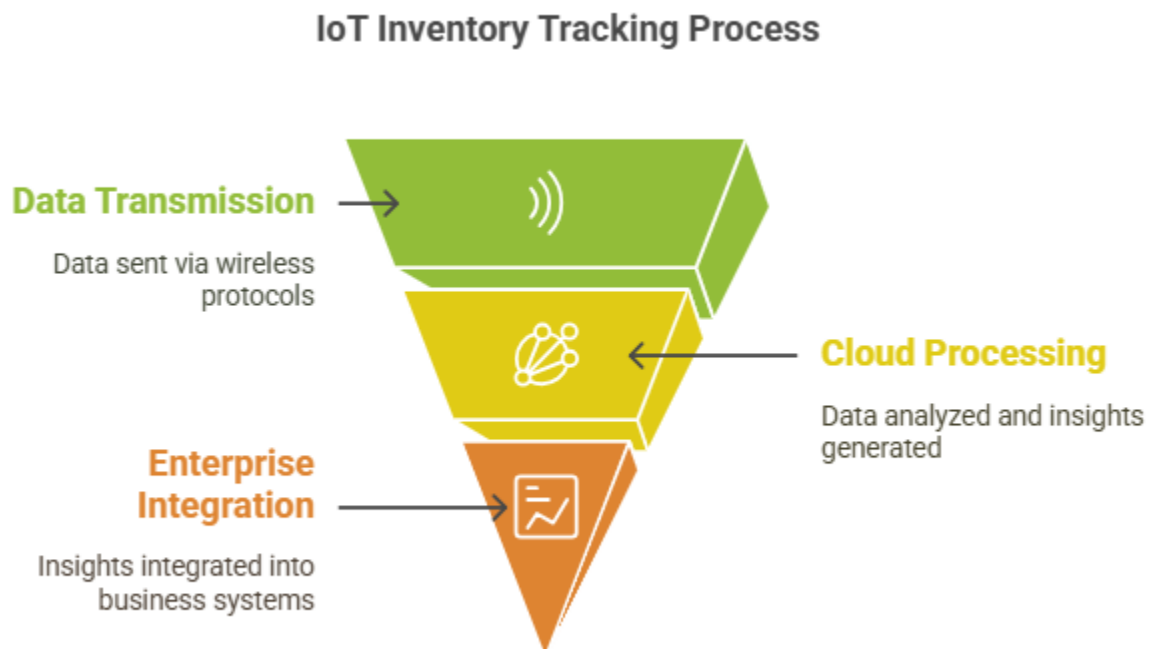 IoT Inventory Tracking Process
Data Transmission
Data sent via wireless
protocols
Cloud Processing
Data analyzed and insights
generated
Enterprise
Integration
Insights integrated into
business systems